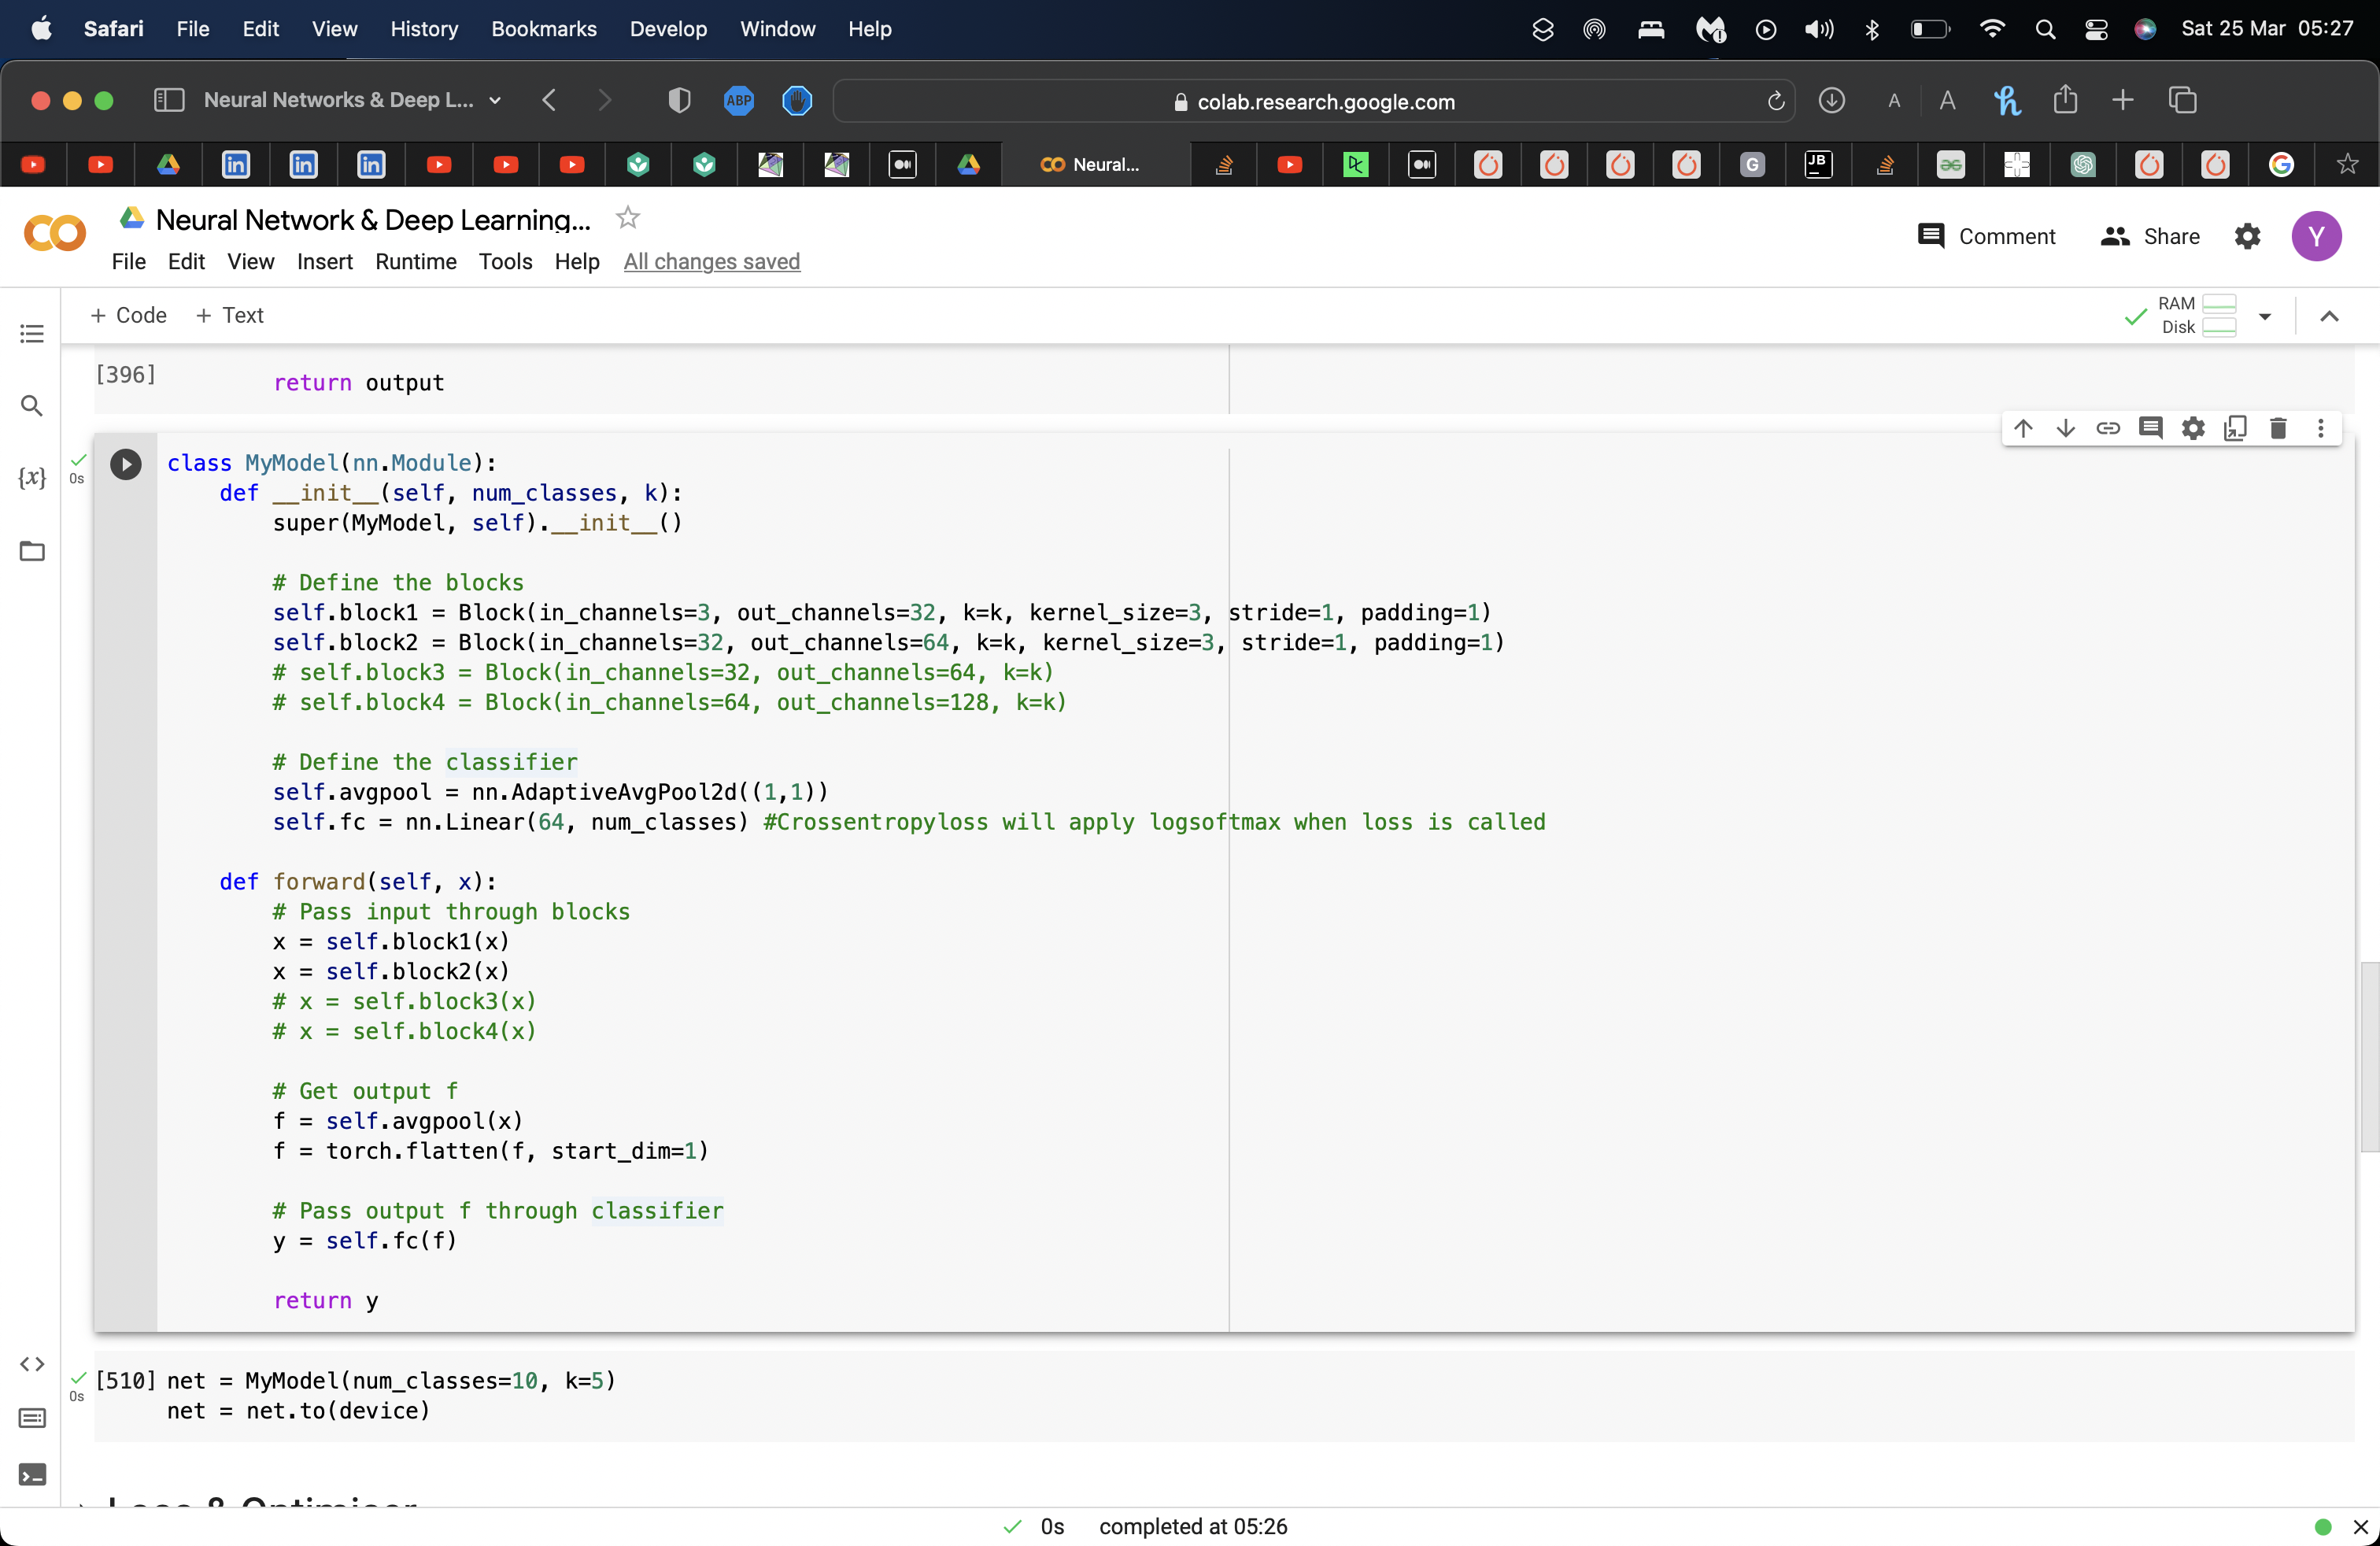 Safari File Edit View History Bookmarks Develop Window Help Sat 25 Mar 05:27
Neural Networks & Deep L... ABP colab.research.google.com A A
Neural... G JB
Neural Network & Deep Learning...
Comment Share Y
File Edit View Insert Runtime Tools Help All changes saved
+ Code + Text RAM
Disk
[396] return output
0s class MyModel(nn.Module):
def __init__(self, num_classes, k):
super(MyModel, self).__init__()
# Define the blocks
self.block1 = Block(in_channels=3, out_channels=32, k=k, kernel_size=3, stride=1, padding=1)
self.block2 = Block(in_channels=32, out_channels=64, k=k, kernel_size=3, stride=1, padding=1)
# self.block3 = Block(in_channels=32, out_channels=64, k=k)
# self.block4 = Block(in_channels=64, out_channels=128, k=k)
# Define the classifier
self.avgpool = nn.AdaptiveAvgPool2d((1,1))
self.fc = nn.Linear(64, num_classes) #Crossentropyloss will apply logsoftmax when loss is called
def forward(self, x):
# Pass input through blocks
x = self.block1(x)
x = self.block2(x)
# x = self.block3(x)
# x = self.block4(x)
# Get output f
f = self.avgpool(x)
f = torch.flatten(f, start_dim=1)
# Pass output f through classifier
y = self.fc(f)
return y
0s [510] net = MyModel(num_classes=10, k=5)
net = net.to(device)
Loss & Optimiser
0s completed at 05:26